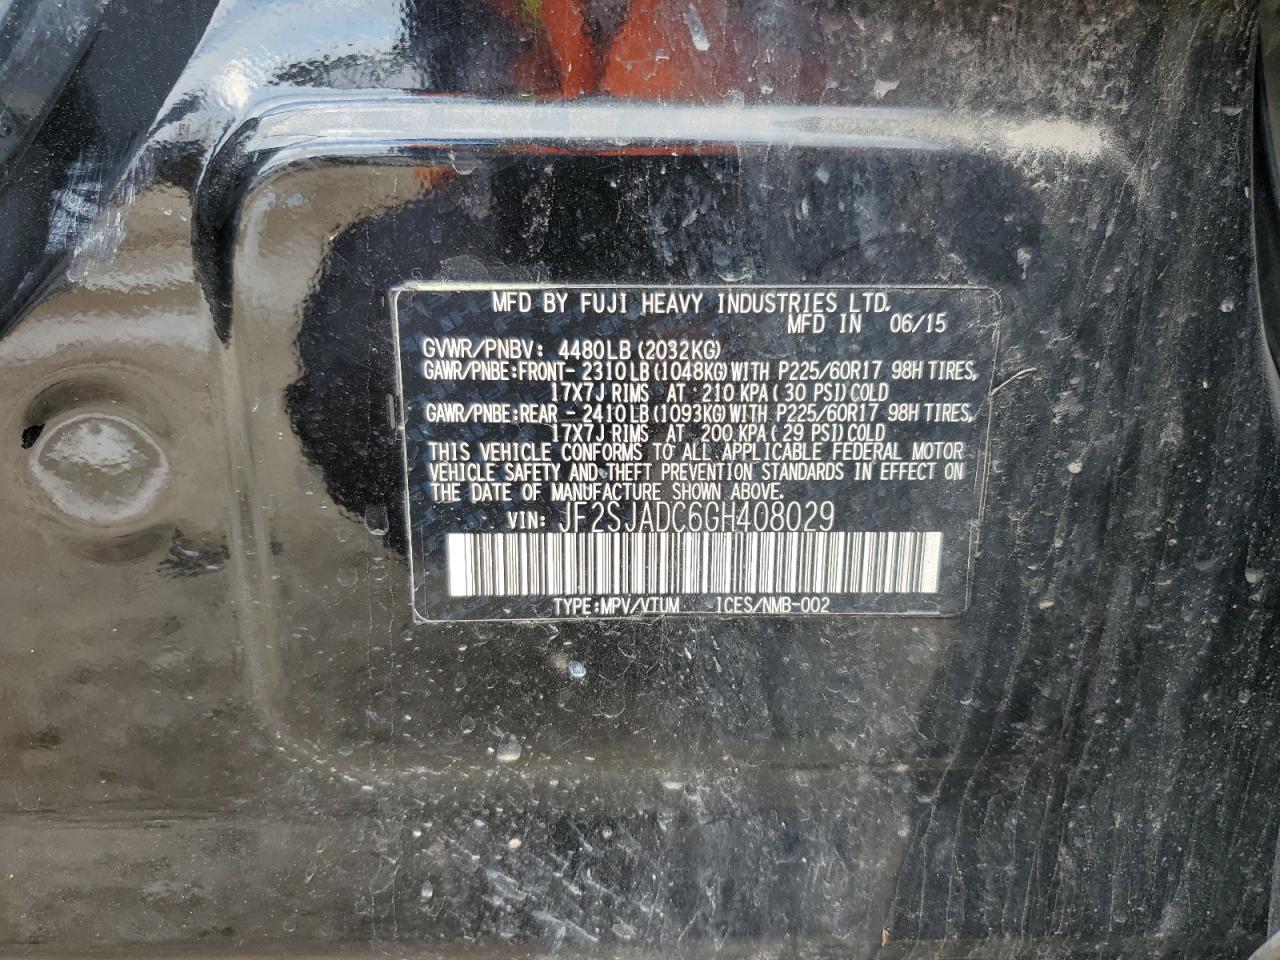 MFD BY FUJI HEAVY INDUSTRIES LTD.
MFD IN 06/15
GVWR/PNBV: 4480LB (2032KG)
GAWR/PNBE:FRONT- 2310LB (1048KG) WITH P225/60R17 98H TIRES,
17X7J RIMS AT 210 KPA (30 PSI) COLD
GAWR/PNBE:REAR - 2410LB (1093KG) WITH P225/60R17 98H TIRES,
17X7J RIMS AT 200 KPA (29 PSI) COLD
THIS VEHICLE CONFORMS TO ALL APPLICABLE FEDERAL MOTOR
VEHICLE SAFETY AND THEFT PREVENTION STANDARDS IN EFFECT ON
THE DATE OF MANUFACTURE SHOWN ABOVE.
VIN: JF2SJADC6GH408029
TYPE:MPV/VTUM ICES/NMB-002